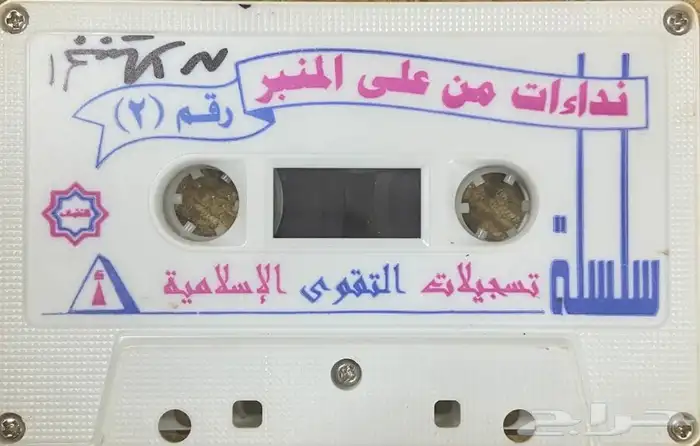 نداءات من على المنبر
رقم (٢)
سلسلة
تسجيلات التقوى الإسلامية
أ
حراج